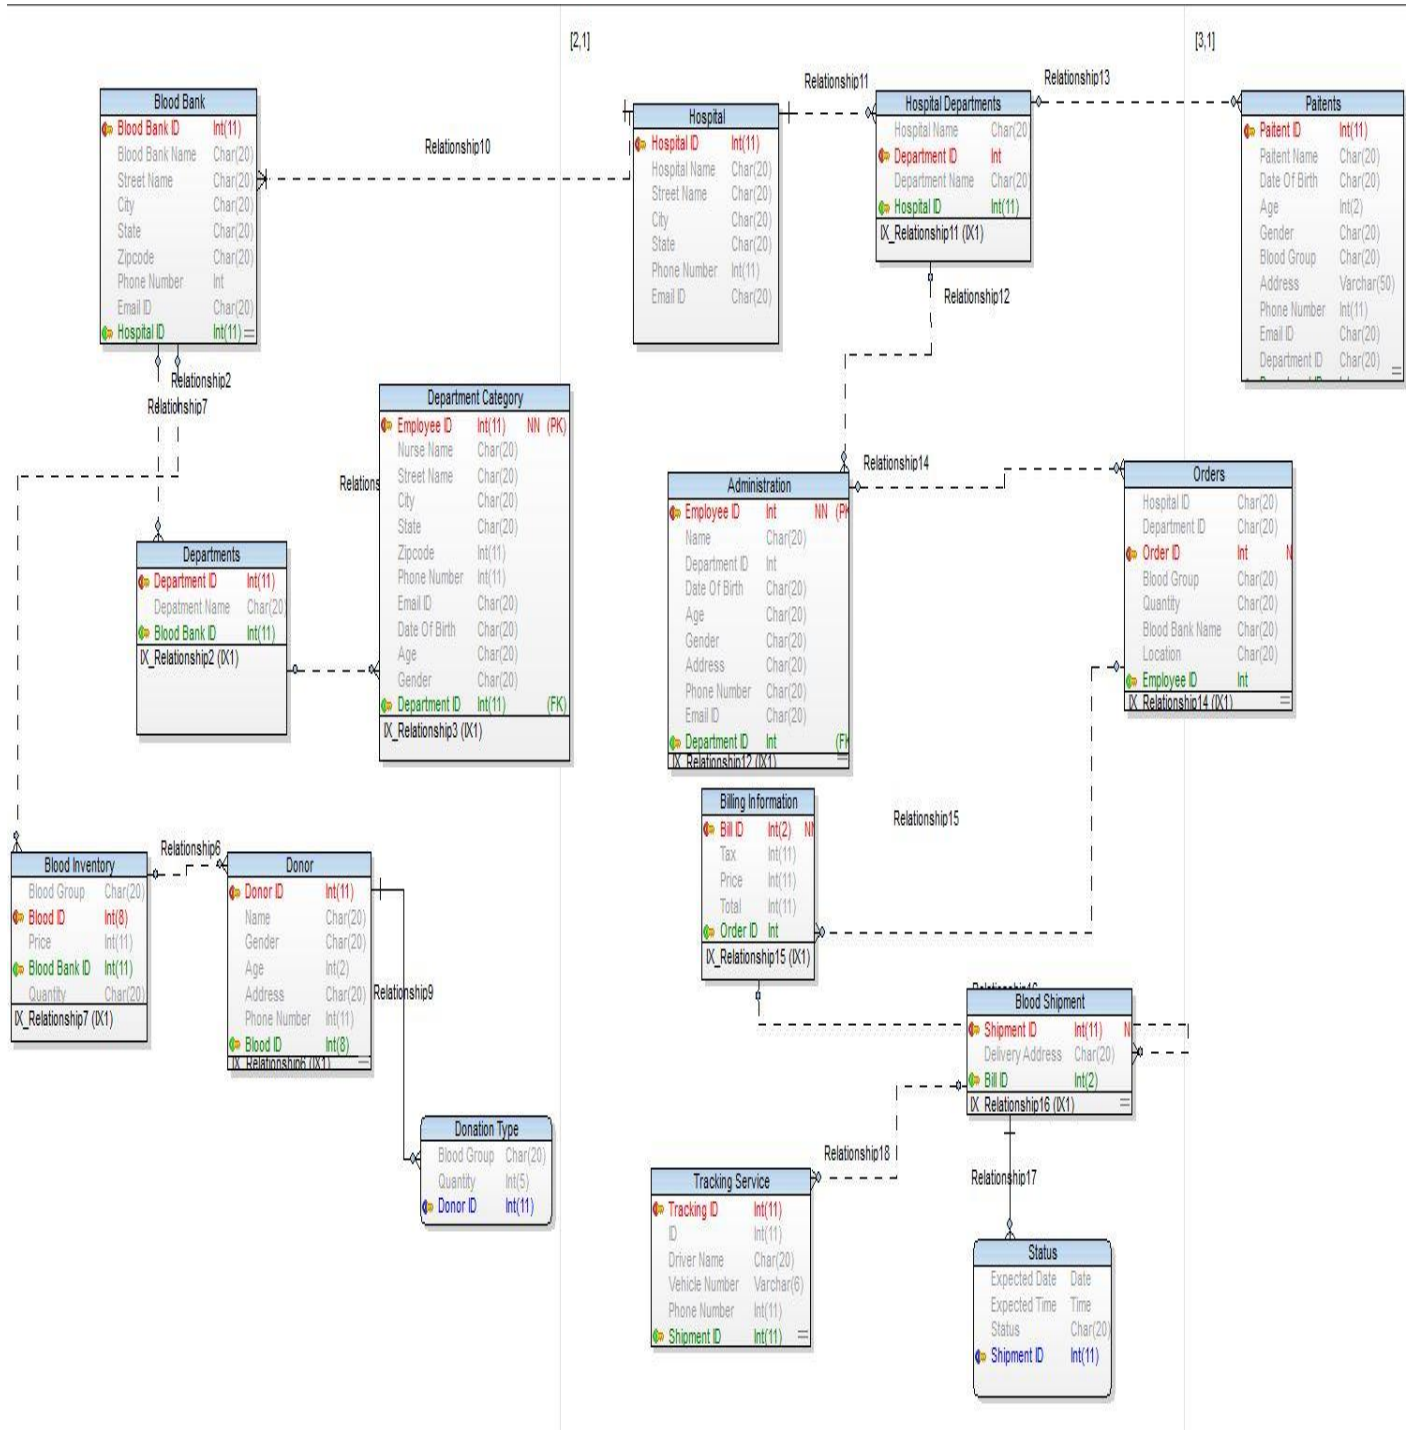 [2,1]
[3,1]
Relationship11
Relationship13
Relationship10
Blood Bank
Blood Bank ID Int(11)
Blood Bank Name Char(20)
Street Name Char(20)
City Char(20)
State Char(20)
Zipcode Char(20)
Phone Number Int
Email ID Char(20)
Hospital ID Int(11)
Hospital
Hospital ID Int(11)
Hospital Name Char(20)
Street Name Char(20)
City Char(20)
State Char(20)
Phone Number Int(11)
Email ID Char(20)
Hospital Departments
Hospital Name Char(20
Department ID Int
Department Name Char(20
Hospital ID Int(11)
IX_Relationship11 (IX1)
Paitents
Paitent ID Int(11)
Paitent Name Char(20)
Date Of Birth Char(20)
Age Int(2)
Gender Char(20)
Blood Group Char(20)
Address Varchar(50)
Phone Number Int(11)
Email ID Char(20)
Department ID Char(20)
Relationship12
Relationship2
Relationship7
Department Category
Employee ID Int(11) NN (PK)
Nurse Name Char(20)
Street Name Char(20)
City Char(20)
State Char(20)
Zipcode Int(11)
Phone Number Int(11)
Email ID Char(20)
Date Of Birth Char(20)
Age Char(20)
Gender Char(20)
Department ID Int(11) (FK)
IX_Relationship3 (IX1)
Relations
Relationship14
Administration
Employee ID Int NN (PK
Name Char(20)
Department ID Int
Date Of Birth Char(20)
Age Char(20)
Gender Char(20)
Address Char(20)
Phone Number Char(20)
Email ID Char(20)
Department ID Int (FK
IX_Relationship12 (IX1)
Orders
Hospital ID Char(20)
Department ID Char(20)
Order ID Int N
Blood Group Char(20)
Quantity Char(20)
Blood Bank Name Char(20)
Location Char(20)
Employee ID Int
IX_Relationship14 (IX1)
Departments
Department ID Int(11)
Depatment Name Char(20
Blood Bank ID Int(11)
IX_Relationship2 (IX1)
Billing Information
Bill ID Int(2) NN
Tax Int(11)
Price Int(11)
Total Int(11)
Order ID Int
IX_Relationship15 (IX1)
Relationship15
Relationship6
Blood Inventory
Blood Group Char(20)
Blood ID Int(8)
Price Int(11)
Blood Bank ID Int(11)
Quantity Char(20)
IX_Relationship7 (IX1)
Donor
Donor ID Int(11)
Name Char(20)
Gender Char(20)
Age Int(2)
Address Char(20)
Phone Number Int(11)
Blood ID Int(8)
IX_Relationship6 (IX1)
Relationship9
Relationship16
Blood Shipment
Shipment ID Int(11) N
Delivery Address Char(20)
Bill ID Int(2)
IX_Relationship16 (IX1)
Donation Type
Blood Group Char(20)
Quantity Int(5)
Donor ID Int(11)
Relationship18
Relationship17
Tracking Service
Tracking ID Int(11)
ID Int(11)
Driver Name Char(20)
Vehicle Number Varchar(6)
Phone Number Int(11)
Shipment ID Int(11)
Status
Expected Date Date
Expected Time Time
Status Char(20)
Shipment ID Int(11)